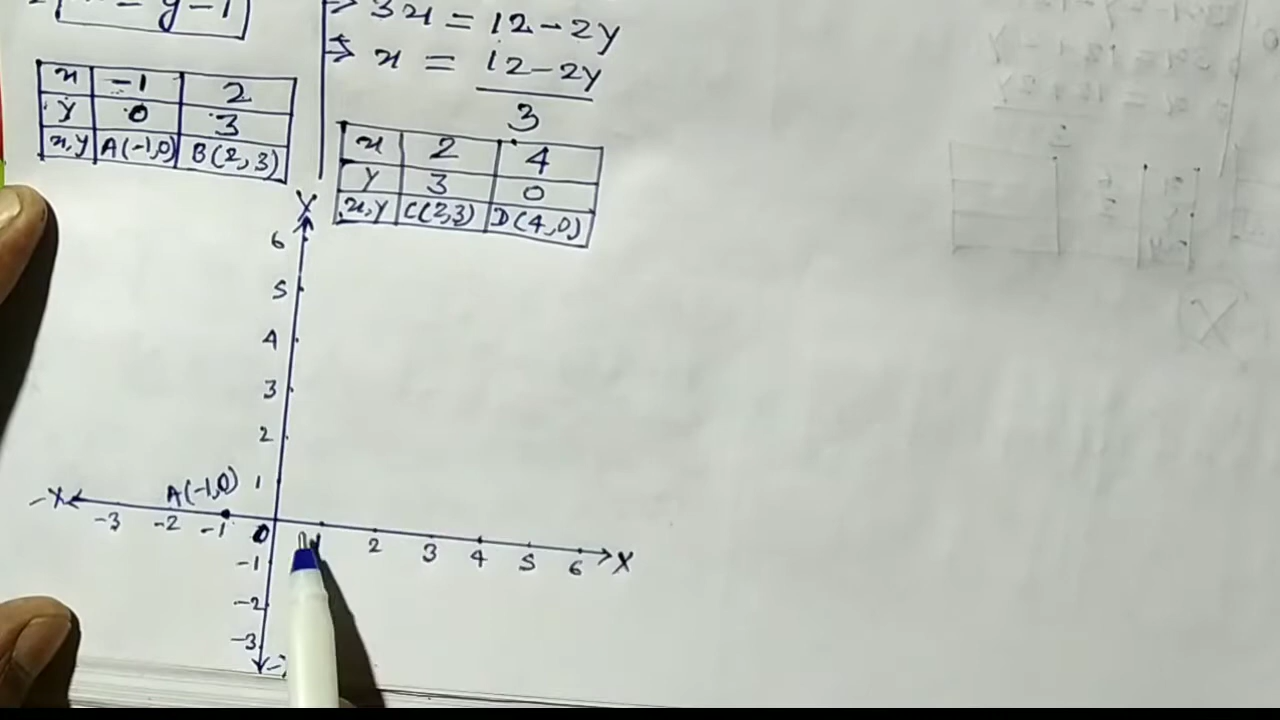 = y-1
⇒ 3x = 12-2y
⇒ x = 12-2y
3
x -1 2
y 0 3
x,y A(-1,0) B(2,3)
x 2 4
y 3 0
x,y C(2,3) D(4,0)
Y
6
5
4
3
2
A(-1,0) 1
-X -3 -2 -1 0 1 2 3 4 5 6 X
-1
-2
-3